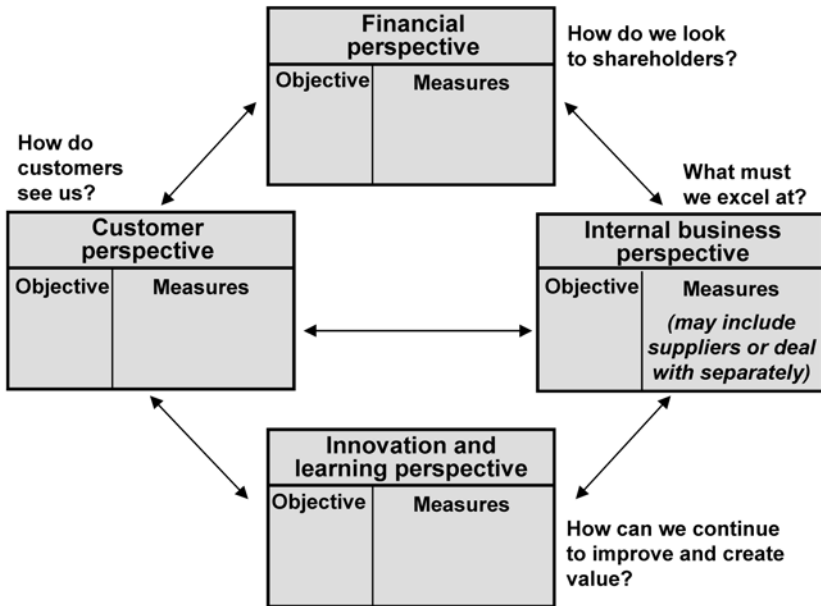 Financial
perspective
Objective
Measures
How do we look
to shareholders?
How do
customers
see us?
Customer
perspective
Objective
Measures
What must
we excel at?
Internal business
perspective
Objective
Measures
(may include
suppliers or deal
with separately)
Innovation and
learning perspective
Objective
Measures
How can we continue
to improve and create
value?